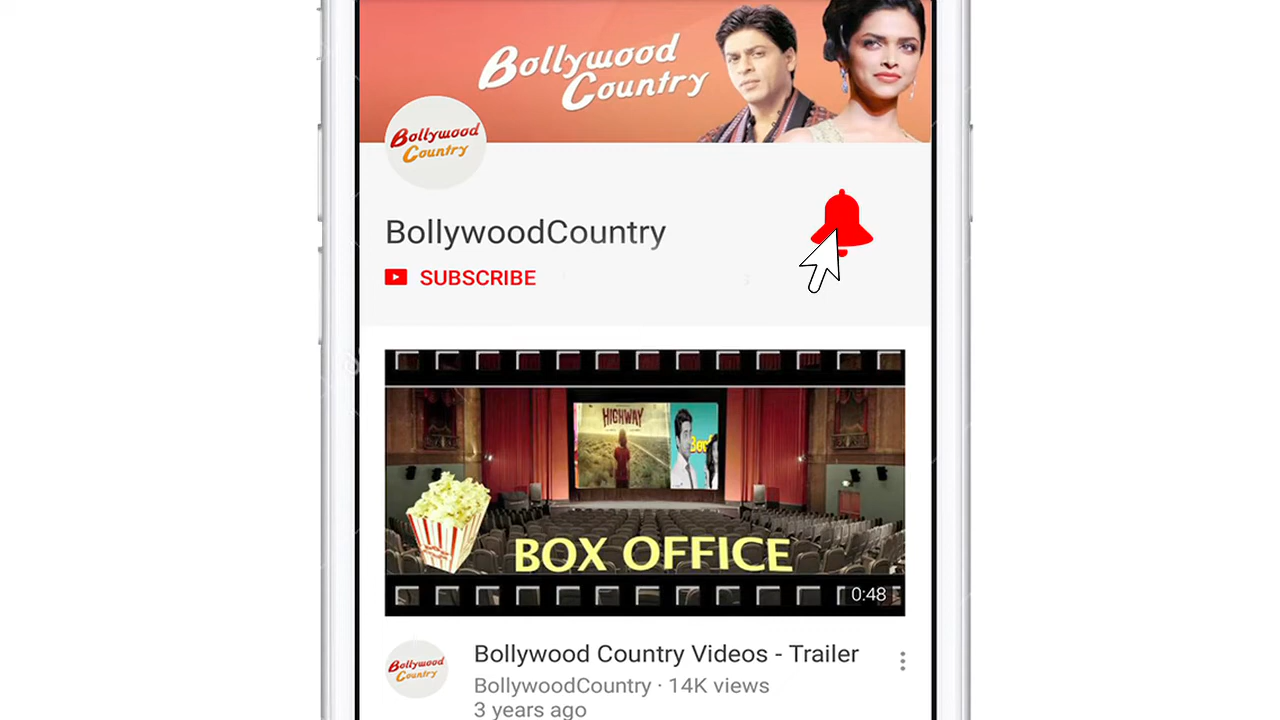 Bollywood
Country
Bollywood
Country
BollywoodCountry
SUBSCRIBE
HIGHWAY
BOX OFFICE
0:48
Bollywood
Country
Bollywood Country Videos - Trailer
BollywoodCountry · 14K views
3 years ago